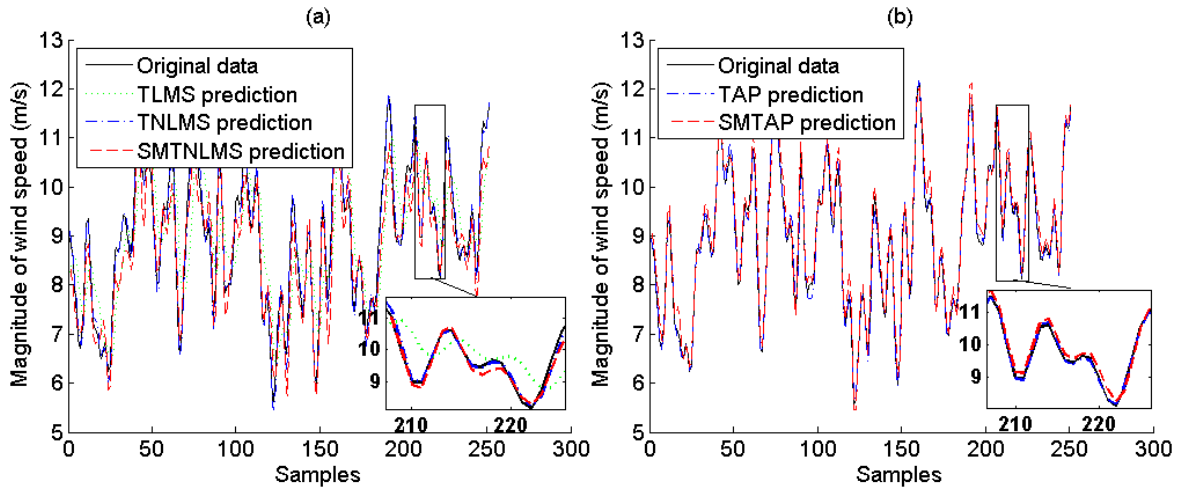 (a)
Magnitude of wind speed (m/s)
13
12
11
10
9
8
7
6
5
Original data
TLMS prediction
TNLMS prediction
SMTNLMS prediction
11
10
9
210 220
0 50 100 150 200 250 300
Samples
(b)
Magnitude of wind speed (m/s)
13
12
11
10
9
8
7
6
5
Original data
TAP prediction
SMTAP prediction
11
10
9
210 220
0 50 100 150 200 250 300
Samples